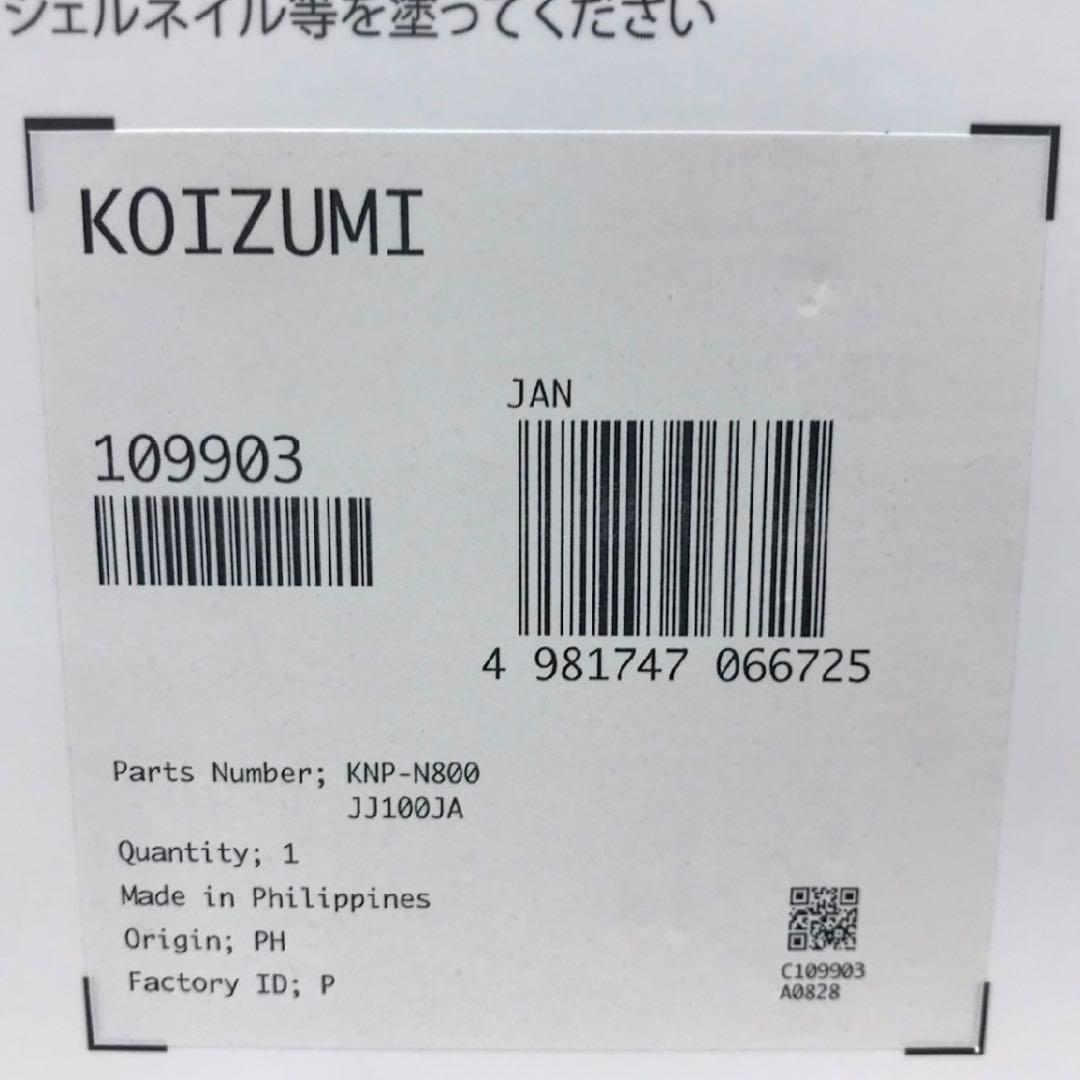 ジェルネイル等を塗ってください
KOIZUMI
JAN
109903
4 981747 066725
Parts Number; KNP-N800
JJ100JA
Quantity; 1
Made in Philippines
Origin; PH
Factory ID; P
C109903
A0828